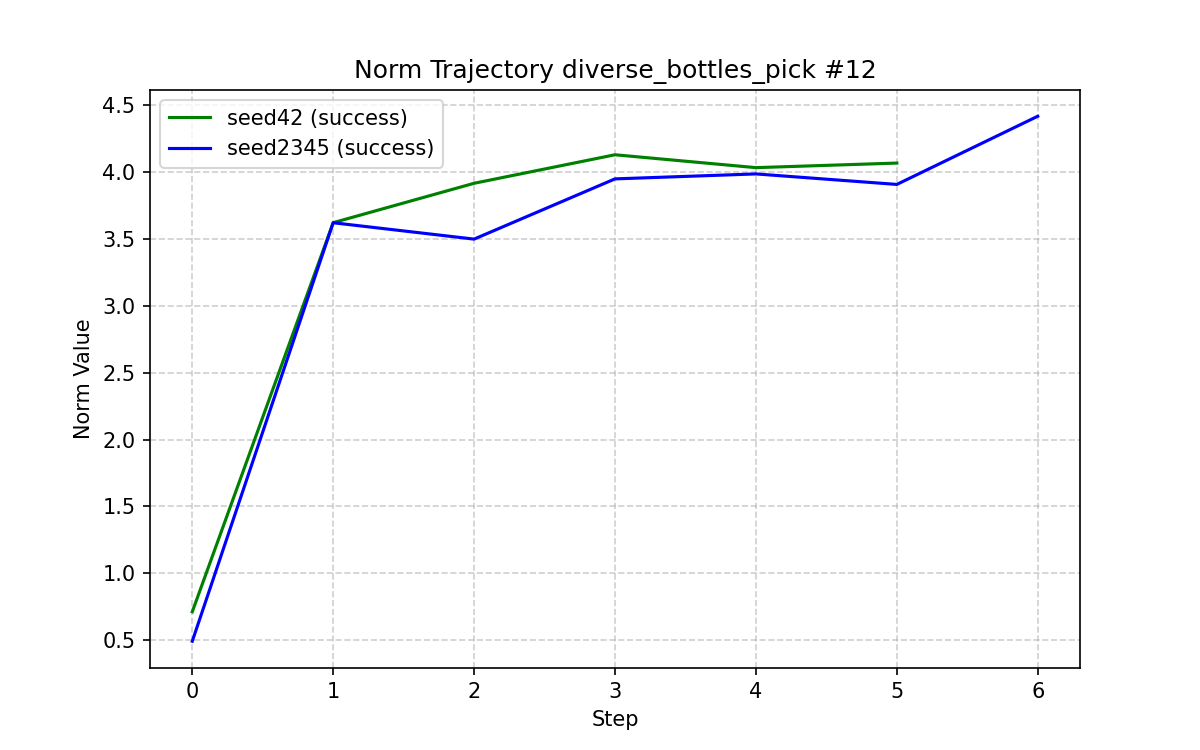 Norm Trajectory diverse_bottles_pick #12
seed42 (success)
seed2345 (success)
Norm Value
4.5
4.0
3.5
3.0
2.5
2.0
1.5
1.0
0.5
0 1 2 3 4 5 6
Step